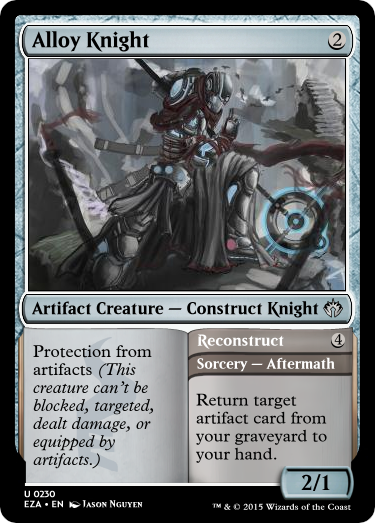 Alloy Knight 2
Artifact Creature — Construct Knight
Protection from
artifacts (This
creature can't be
blocked, targeted,
dealt damage, or
equipped by
artifacts.)
Reconstruct 4
Sorcery — Aftermath
Return target
artifact card from
your graveyard to
your hand.
2/1
U 0230
EZA • EN Jason Nguyen
™ & © 2015 Wizards of the Coast